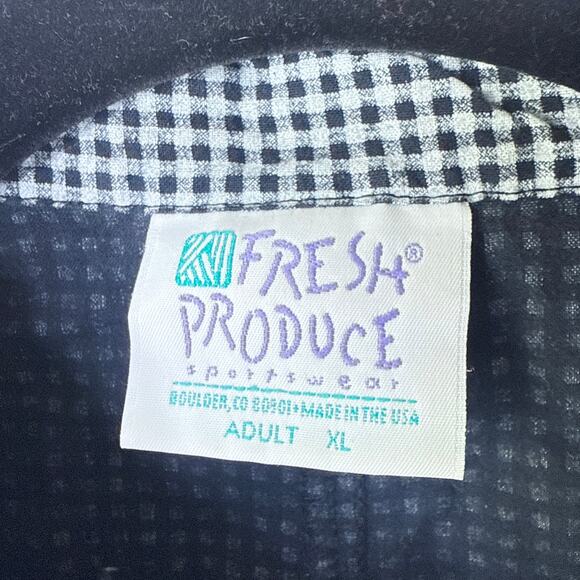 FRESH®
PRODUCE
sportswear
BOULDER, CO 80301•MADE IN THE USA
ADULT XL